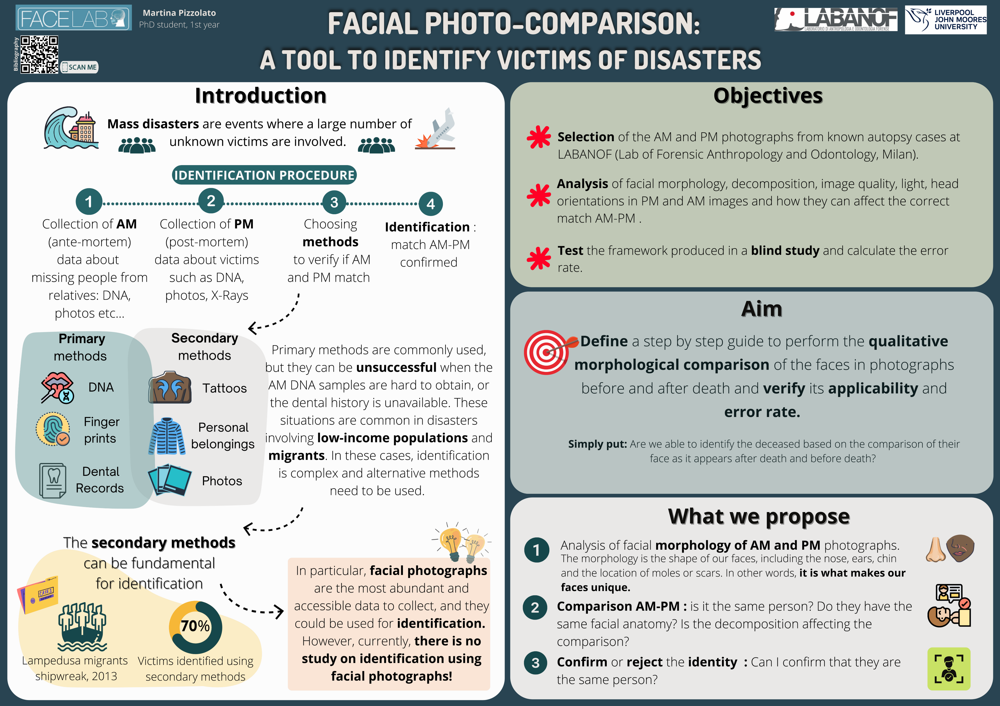 FACELAB
Martina Pizzolato
PhD student, 1st year
Bibliography
SCAN ME
FACIAL PHOTO-COMPARISON:
A TOOL TO IDENTIFY VICTIMS OF DISASTERS
LABANOF
LABORATORIO DI ANTROPOLOGIA E ODONTOLOGIA FORENSE
LIVERPOOL
JOHN MOORES
UNIVERSITY
Introduction
Mass disasters are events where a large number of
unknown victims are involved.
IDENTIFICATION PROCEDURE
1
Collection of AM
(ante-mortem)
data about
missing people from
relatives: DNA,
photos etc...
2
Collection of PM
(post-mortem)
data about victims
such as DNA,
photos, X-Rays
3
Choosing
methods
to verify if AM
and PM match
4
Identification :
match AM-PM
confirmed
Primary
methods
DNA
Finger
prints
Dental
Records
Secondary
methods
Tattoos
Personal
belongings
Photos
Primary methods are commonly used,
but they can be unsuccessful when the
AM DNA samples are hard to obtain, or
the dental history is unavailable. These
situations are common in disasters
involving low-income populations and
migrants. In these cases, identification
is complex and alternative methods
need to be used.
The secondary methods
can be fundamental
for identification
CASE1
Lampedusa migrants
shipwreak, 2013
70%
Victims identified using
secondary methods
In particular, facial photographs
are the most abundant and
accessible data to collect, and they
could be used for identification.
However, currently, there is no
study on identification using
facial photographs!
Objectives
Selection of the AM and PM photographs from known autopsy cases at
LABANOF (Lab of Forensic Anthropology and Odontology, Milan).
Analysis of facial morphology, decomposition, image quality, light, head
orientations in PM and AM images and how they can affect the correct
match AM-PM .
Test the framework produced in a blind study and calculate the error
rate.
Aim
Define a step by step guide to perform the qualitative
morphological comparison of the faces in photographs
before and after death and verify its applicability and
error rate.
Simply put: Are we able to identify the deceased based on the comparison of their
face as it appears after death and before death?
What we propose
1
Analysis of facial morphology of AM and PM photographs.
The morphology is the shape of our faces, including the nose, ears, chin
and the location of moles or scars. In other words, it is what makes our
faces unique.
2
Comparison AM-PM : is it the same person? Do they have the
same facial anatomy? Is the decomposition affecting the
comparison?
3
Confirm or reject the identity : Can I confirm that they are
the same person?